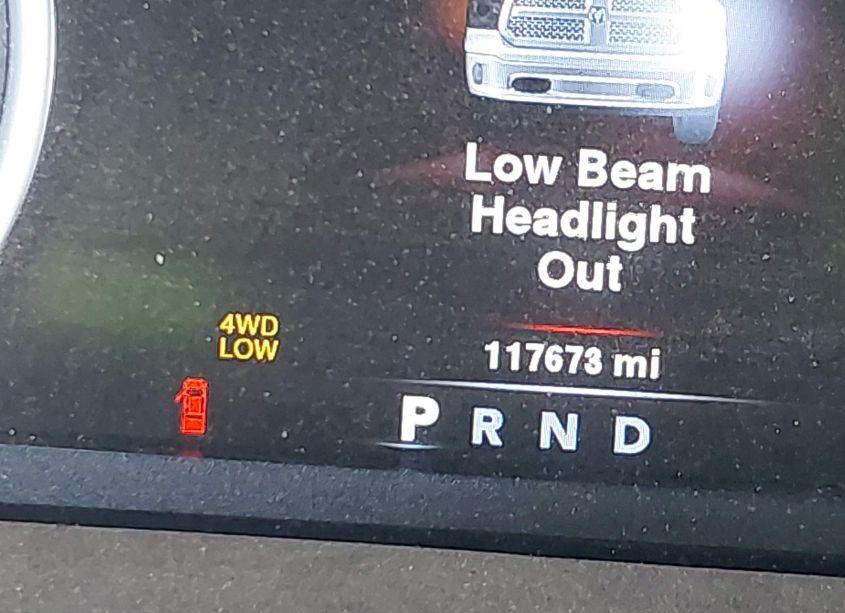 Low Beam
Headlight
Out
4WD
LOW
117673 mi
P R N D